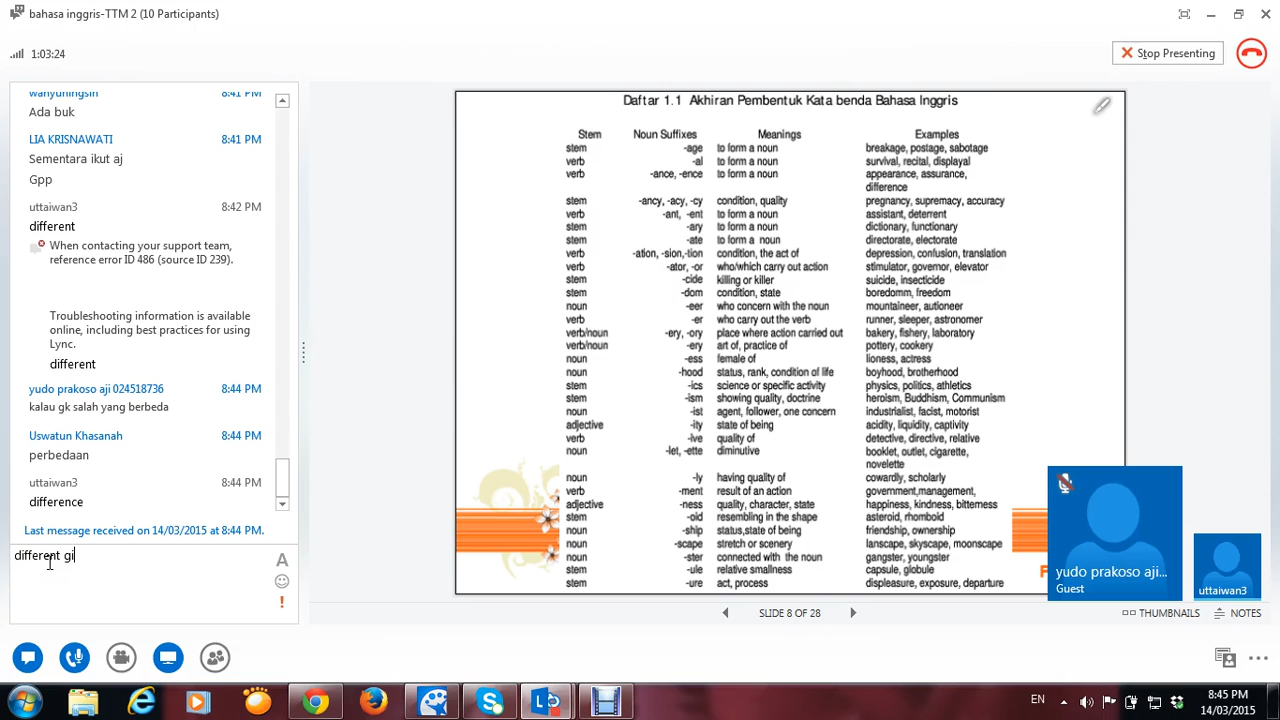 bahasa inggris-TTM 2 (10 Participants)
1:03:24
Stop Presenting
wahyuningsih 8:41 PM
Ada buk
LIA KRISNAWATI 8:41 PM
Sementara ikut aj
Gpp
uttaiwan3 8:42 PM
different
When contacting your support team,
reference error ID 486 (source ID 239).
Troubleshooting information is available
online, including best practices for using
Lync.
different
yudo prakoso aji 024518736 8:44 PM
kalau gk salah yang berbeda
Uswatun Khasanah 8:44 PM
perbedaan
uttaiwan3 8:44 PM
difference
Last message received on 14/03/2015 at 8:44 PM.
different gi
A
!
Daftar 1.1 Akhiran Pembentuk Kata benda Bahasa Inggris
Stem Noun Suffixes Meanings Examples
stem -age to form a noun breakage, postage, sabotage
verb -al to form a noun survival, recital, displayal
verb -ance, -ence to form a noun appearance, assurance,
difference
stem -ancy, -acy, -cy condition, quality pregnancy, supremacy, accuracy
verb -ant, -ent to form a noun assistant, deterrent
stem -ary to form a noun dictionary, functionary
stem -ate to form a noun directorate, electorate
verb -ation, -sion,-tion condition, the act of depression, confusion, translation
verb -ator, -or who/which carry out action stimulator, governor, elevator
stem -cide killing or killer suicide, insecticide
stem -dom condition, state boredomm, freedom
noun -eer who concern with the noun mountaineer, autioneer
verb -er who carry out the verb runner, sleeper, astronomer
verb/noun -ery, -ory place where action carried out bakery, fishery, laboratory
verb/noun -ery art of, practice of pottery, cookery
noun -ess female of lioness, actress
noun -hood status, rank, condition of life boyhood, brotherhood
stem -ics science or specific activity physics, politics, athletics
stem -ism showing quality, doctrine heroism, Buddhism, Communism
noun -ist agent, follower, one concern industrialist, facist, motorist
adjective -ity state of being acidity, liquidity, captivity
verb -ive quality of detective, directive, relative
noun -let, -ette diminutive booklet, outlet, cigarette,
novelette
noun -ly having quality of cowardly, scholarly
verb -ment result of an action government,management,
adjective -ness quality, character, state happiness, kindness, bitterness
stem -oid resembling in the shape asteroid, rhomboid
noun -ship status,state of being friendship, ownership
noun -scape stretch or scenery lanscape, skyscape, moonscape
noun -ster connected with the noun gangster, youngster
stem -ule relative smallness capsule, globule
stem -ure act, process displeasure, exposure, departure
yudo prakoso aji...
Guest
uttaiwan3
SLIDE 8 OF 28
THUMBNAILS
NOTES
EN
8:45 PM
14/03/2015